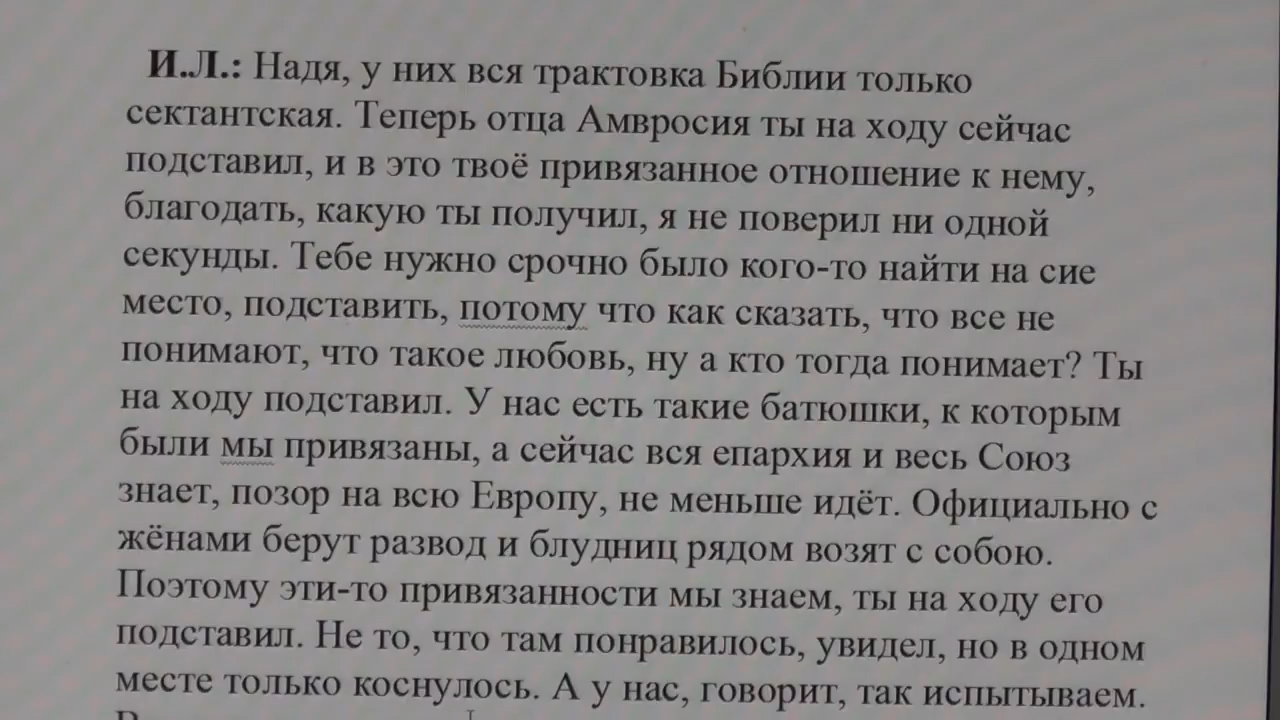 И.Л.: Надя, у них вся трактовка Библии только
сектантская. Теперь отца Амвросия ты на ходу сейчас
подставил, и в это твоё привязанное отношение к нему,
благодать, какую ты получил, я не поверил ни одной
секунды. Тебе нужно срочно было кого-то найти на сие
место, подставить, потому что как сказать, что все не
понимают, что такое любовь, ну а кто тогда понимает? Ты
на ходу подставил. У нас есть такие батюшки, к которым
были мы привязаны, а сейчас вся епархия и весь Союз
знает, позор на всю Европу, не меньше идёт. Официально с
жёнами берут развод и блудниц рядом возят с собою.
Поэтому эти-то привязанности мы знаем, ты на ходу его
подставил. Не то, что там понравилось, увидел, но в одном
месте только коснулось. А у нас, говорит, так испытываем.